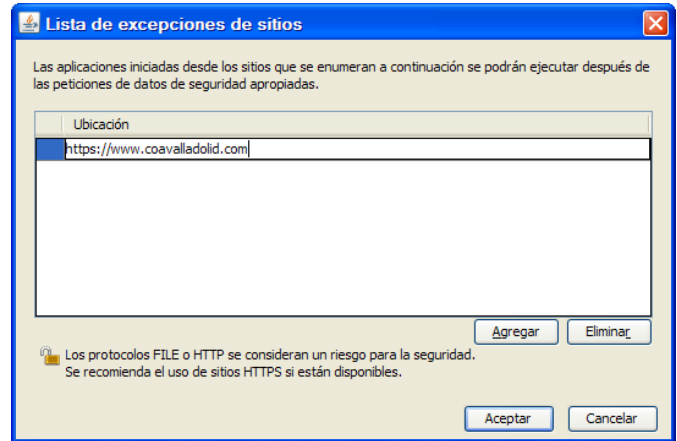 Lista de excepciones de sitios
Las aplicaciones iniciadas desde los sitios que se enumeran a continuación se podrán ejecutar después de
las peticiones de datos de seguridad apropiadas.
Ubicación
https://www.coavalladolid.com
Agregar Eliminar
Los protocolos FILE o HTTP se consideran un riesgo para la seguridad.
Se recomienda el uso de sitios HTTPS si están disponibles.
Aceptar Cancelar